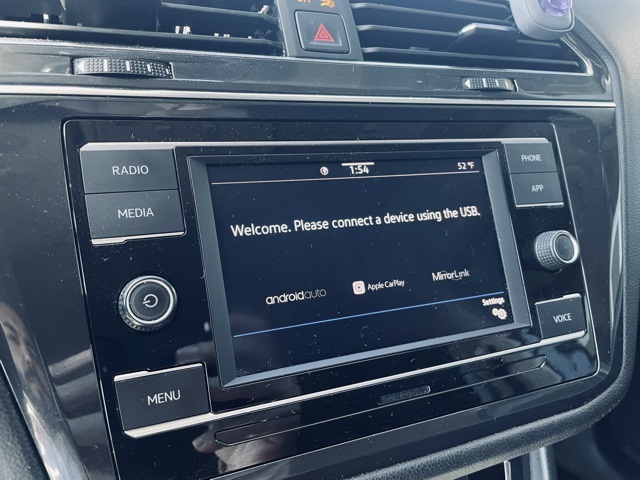 RADIO
MEDIA
MENU
1:54
52 °F
Welcome. Please connect a device using the USB.
androidauto
Apple CarPlay
MirrorLink
Settings
PHONE
APP
VOICE